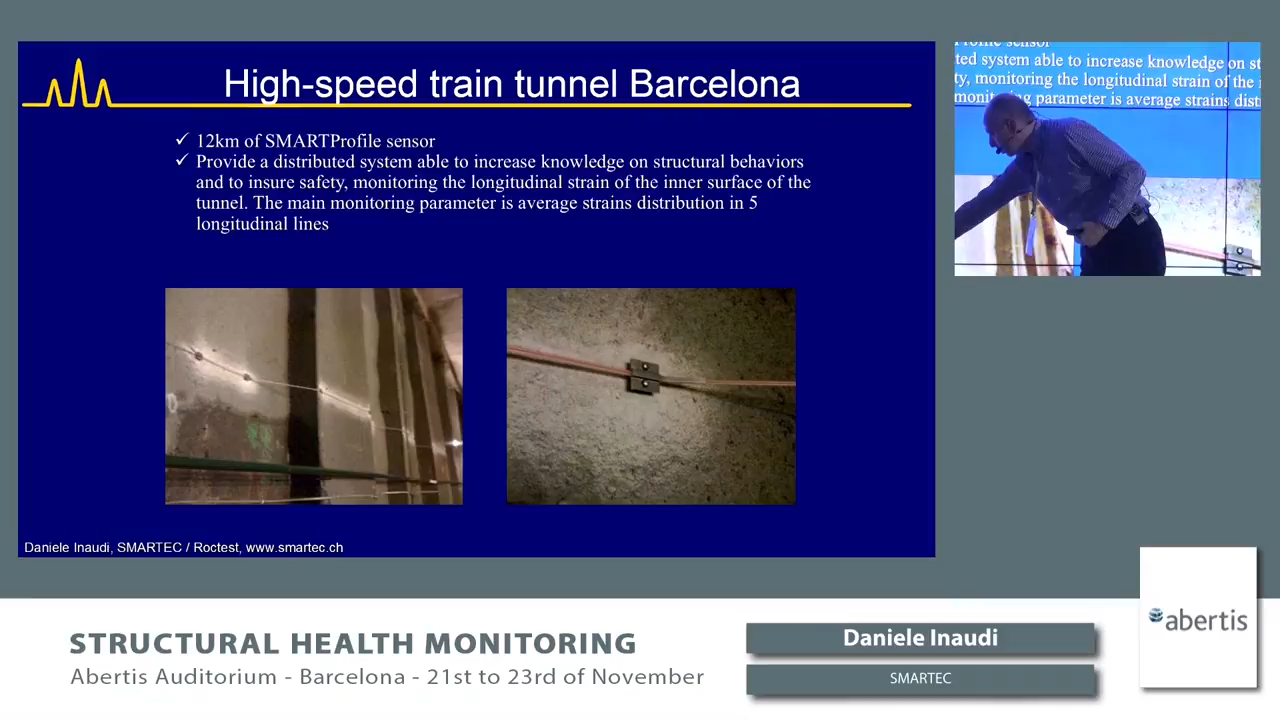 High-speed train tunnel Barcelona
✓ 12km of SMARTProfile sensor
✓ Provide a distributed system able to increase knowledge on structural behaviors
and to insure safety, monitoring the longitudinal strain of the inner surface of the
tunnel. The main monitoring parameter is average strains distribution in 5
longitudinal lines
Daniele Inaudi, SMARTEC / Roctest, www.smartec.ch
Profile sensor
ted system able to increase knowledge on st
ty, monitoring the longitudinal strain of the i
monitoring parameter is average strains dist
STRUCTURAL HEALTH MONITORING
Abertis Auditorium - Barcelona - 21st to 23rd of November
Daniele Inaudi
SMARTEC
abertis